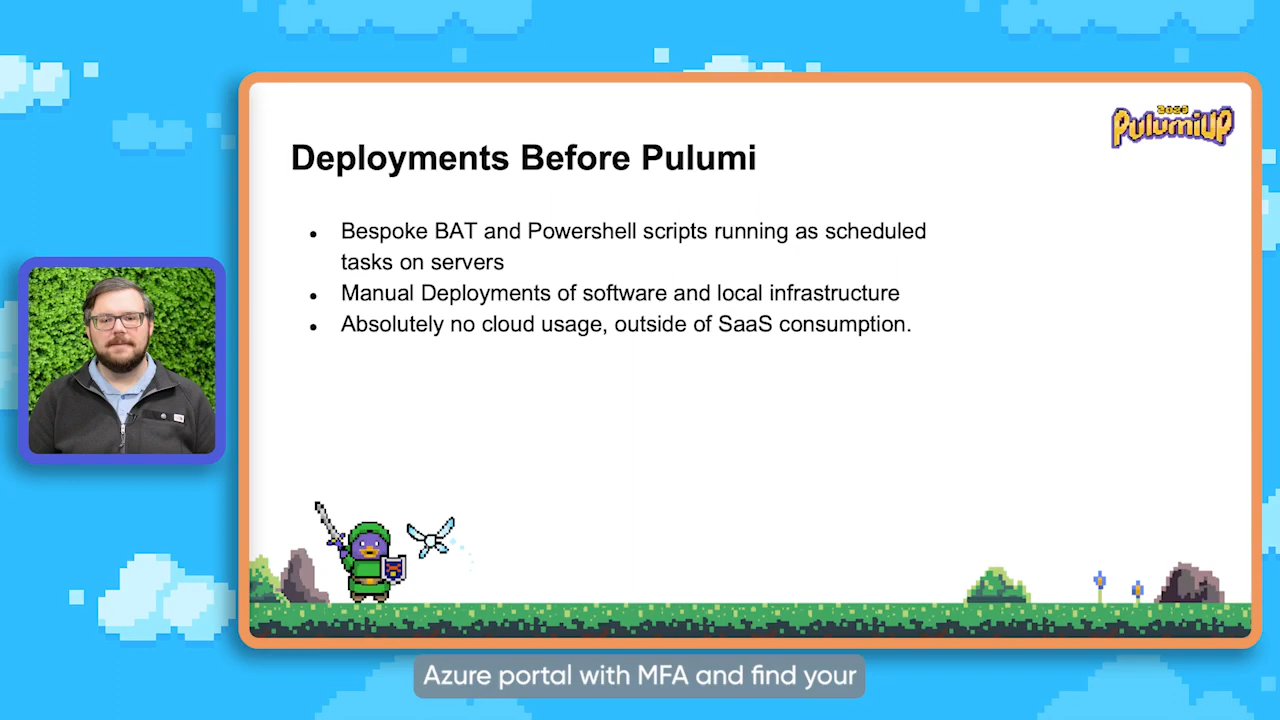 2023
PulumiUP
Deployments Before Pulumi
● Bespoke BAT and Powershell scripts running as scheduled
tasks on servers
● Manual Deployments of software and local infrastructure
● Absolutely no cloud usage, outside of SaaS consumption.
Azure portal with MFA and find your